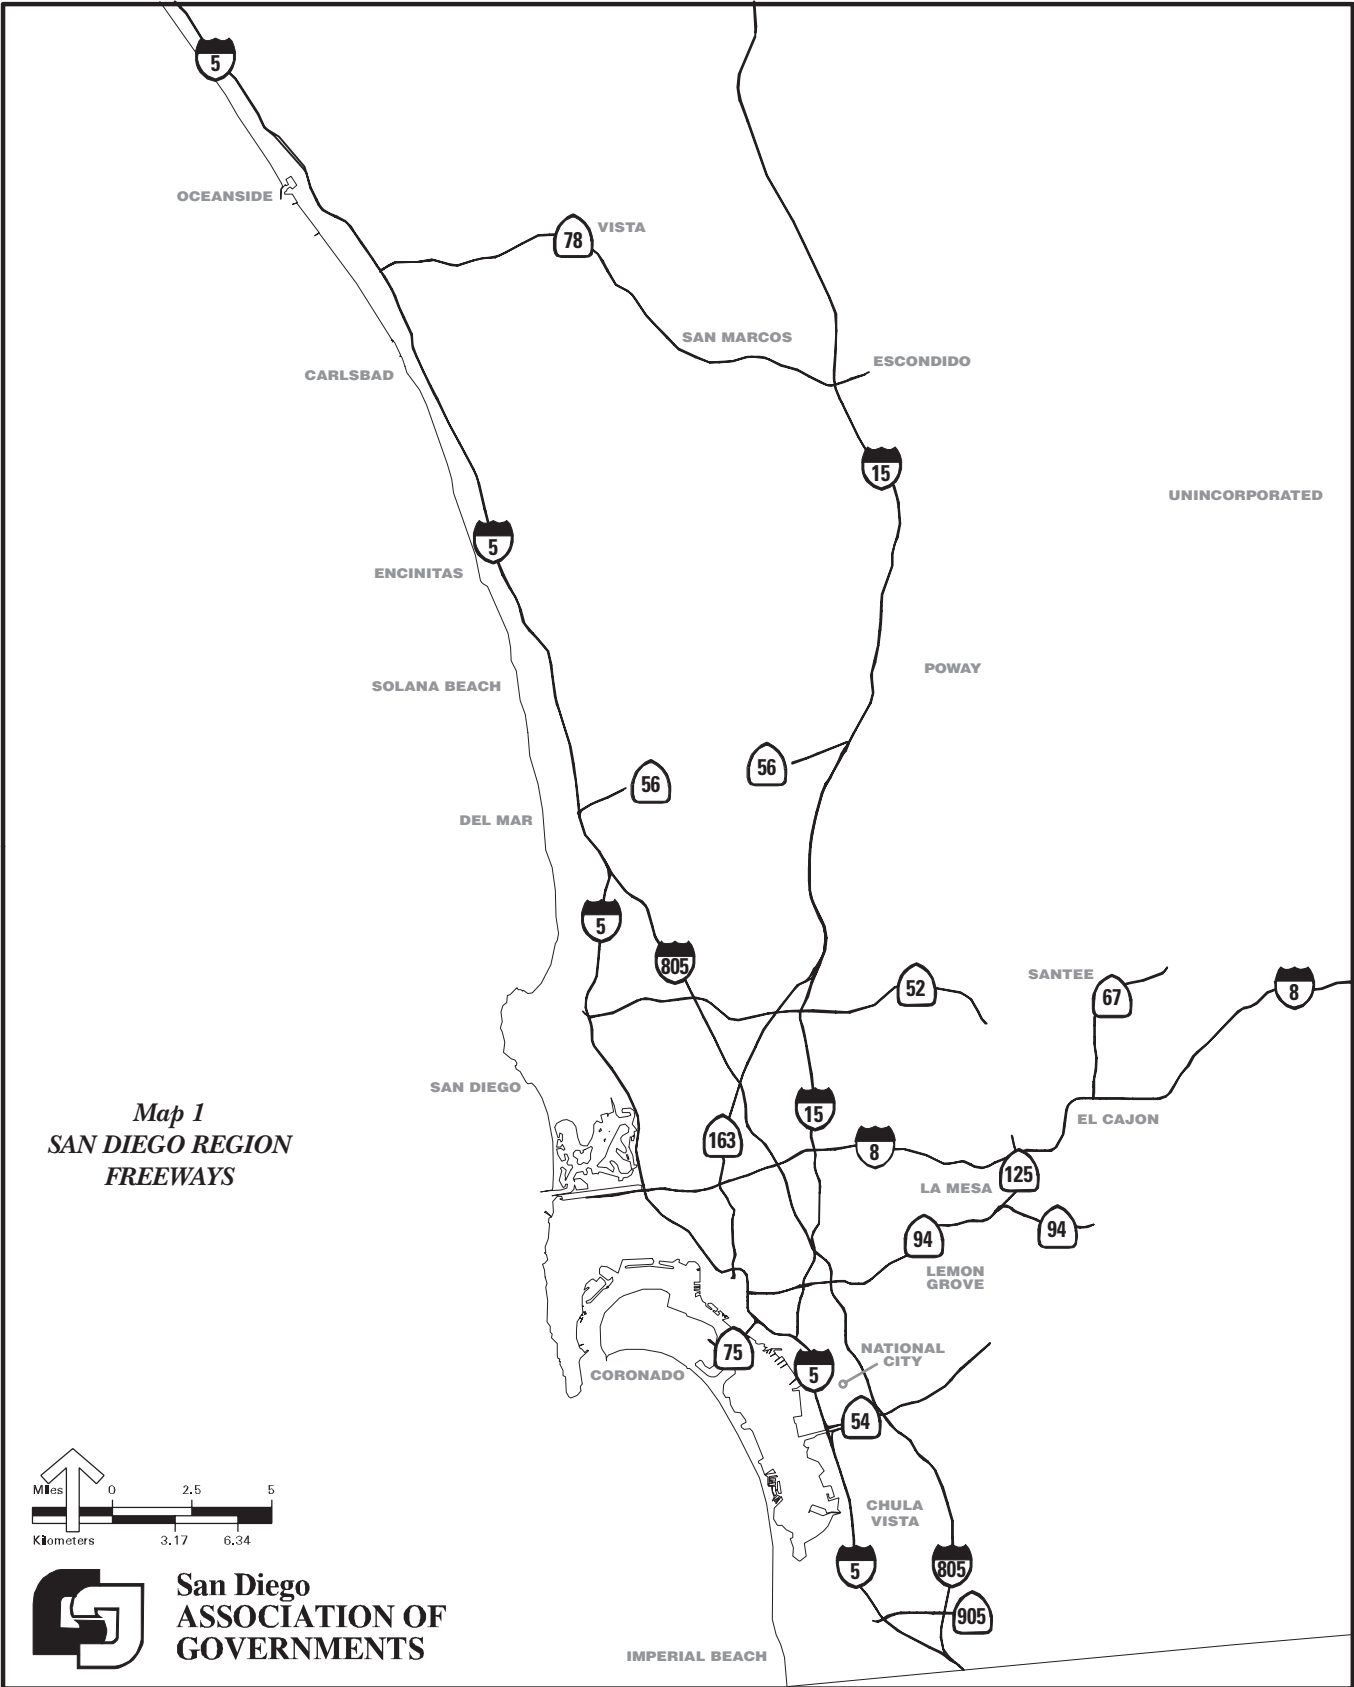 5
OCEANSIDE
78
VISTA
SAN MARCOS
ESCONDIDO
CARLSBAD
15
UNINCORPORATED
5
ENCINITAS
POWAY
SOLANA BEACH
56
56
DEL MAR
5
805
52
SANTEE
67
8
SAN DIEGO
15
EL CAJON
Map 1
SAN DIEGO REGION
FREEWAYS
163
8
125
LA MESA
94
94
LEMON
GROVE
75
NATIONAL
CITY
5
CORONADO
54
Miles 0 2.5 5
Kilometers 3.17 6.34
CHULA
VISTA
5
805
905
San Diego
ASSOCIATION OF
GOVERNMENTS
IMPERIAL BEACH